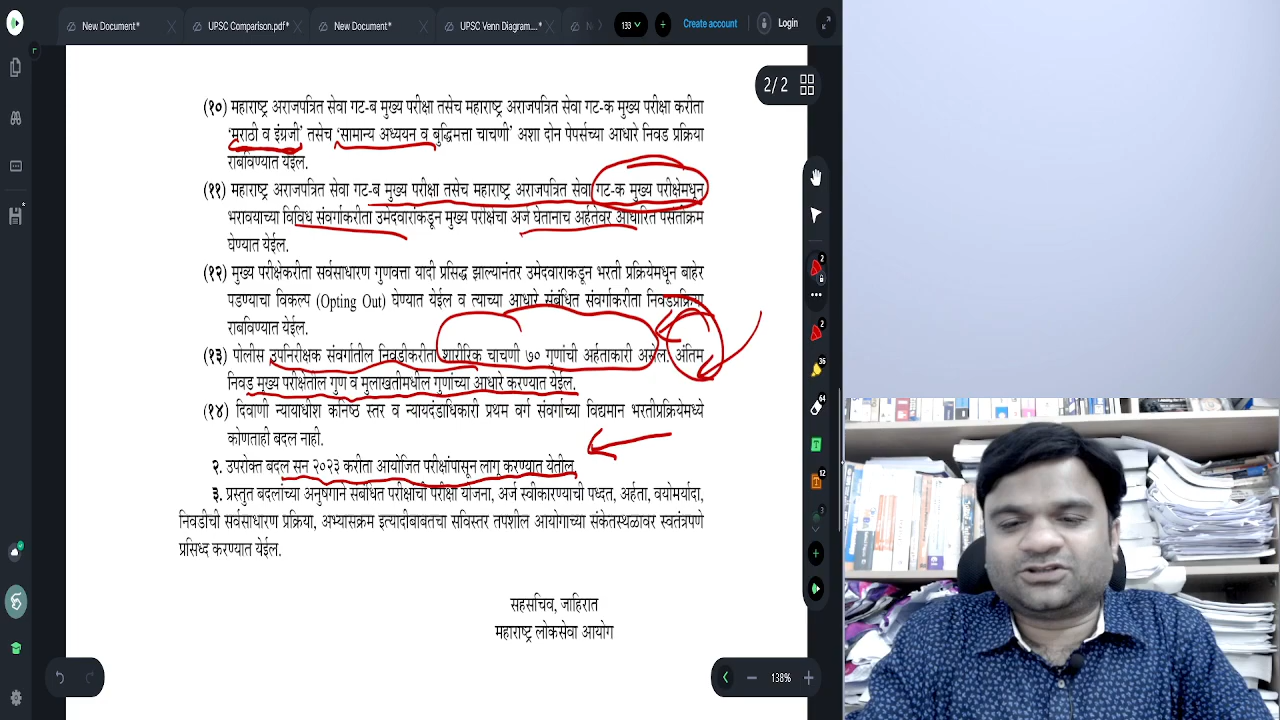 New Document*
UPSC Comparison.pdf*
New Document*
UPSC Venn Diagram....*
N
133
Create account
Login
2/2
(१०) महाराष्ट्र अराजपत्रित सेवा गट-ब मुख्य परीक्षा तसेच महाराष्ट्र अराजपत्रित सेवा गट-क मुख्य परीक्षा करीता
'मराठी व इंग्रजी' तसेच 'सामान्य अध्ययन व बुद्धिमत्ता चाचणी' अशा दोन पेपर्सच्या आधारे निवड प्रक्रिया
राबविण्यात येईल.
(११) महाराष्ट्र अराजपत्रित सेवा गट-ब मुख्य परीक्षा तसेच महाराष्ट्र अराजपत्रित सेवा गट-क मुख्य परीक्षेमधून
भरावयाच्या विविध संवर्गाकरीता उमेदवारांकडून मुख्य परीक्षेचा अर्ज घेतानाच अर्हतेवर आधारित पसंतीक्रम
घेण्यात येईल.
(१२) मुख्य परीक्षेकरीता सर्वसाधारण गुणवत्ता यादी प्रसिद्ध झाल्यानंतर उमेदवाराकडून भरती प्रक्रियेमधून बाहेर
पडण्याचा विकल्प (Opting Out) घेण्यात येईल व त्याच्या आधारे संबंधित संवर्गाकरीता निवडप्रक्रिया
राबविण्यात येईल.
(१३) पोलीस उपनिरीक्षक संवर्गातील निवडीकरीता शारीरिक चाचणी ७० गुणांची अर्हताकारी असेल. अंतिम
निवड मुख्य परीक्षेतील गुण व मुलाखतीमधील गुणांच्या आधारे करण्यात येईल.
(१४) दिवाणी न्यायाधीश कनिष्ठ स्तर व न्यायदंडाधिकारी प्रथम वर्ग संवर्गाच्या विद्यमान भरतीप्रक्रियेमध्ये
कोणताही बदल नाही.
२. उपरोक्त बदल सन २०२३ करीता आयोजित परीक्षांपासून लागू करण्यात येतील.
३. प्रस्तुत बदलांच्या अनुषंगाने संबंधित परीक्षांची परीक्षा योजना, अर्ज स्वीकारण्याची पध्दत, अर्हता, वयोमर्यादा,
निवडीची सर्वसाधारण प्रक्रिया, अभ्यासक्रम इत्यादीबाबतचा सविस्तर तपशील आयोगाच्या संकेतस्थळावर स्वतंत्रपणे
प्रसिध्द करण्यात येईल.
सहसचिव, जाहिरात
महाराष्ट्र लोकसेवा आयोग
138%